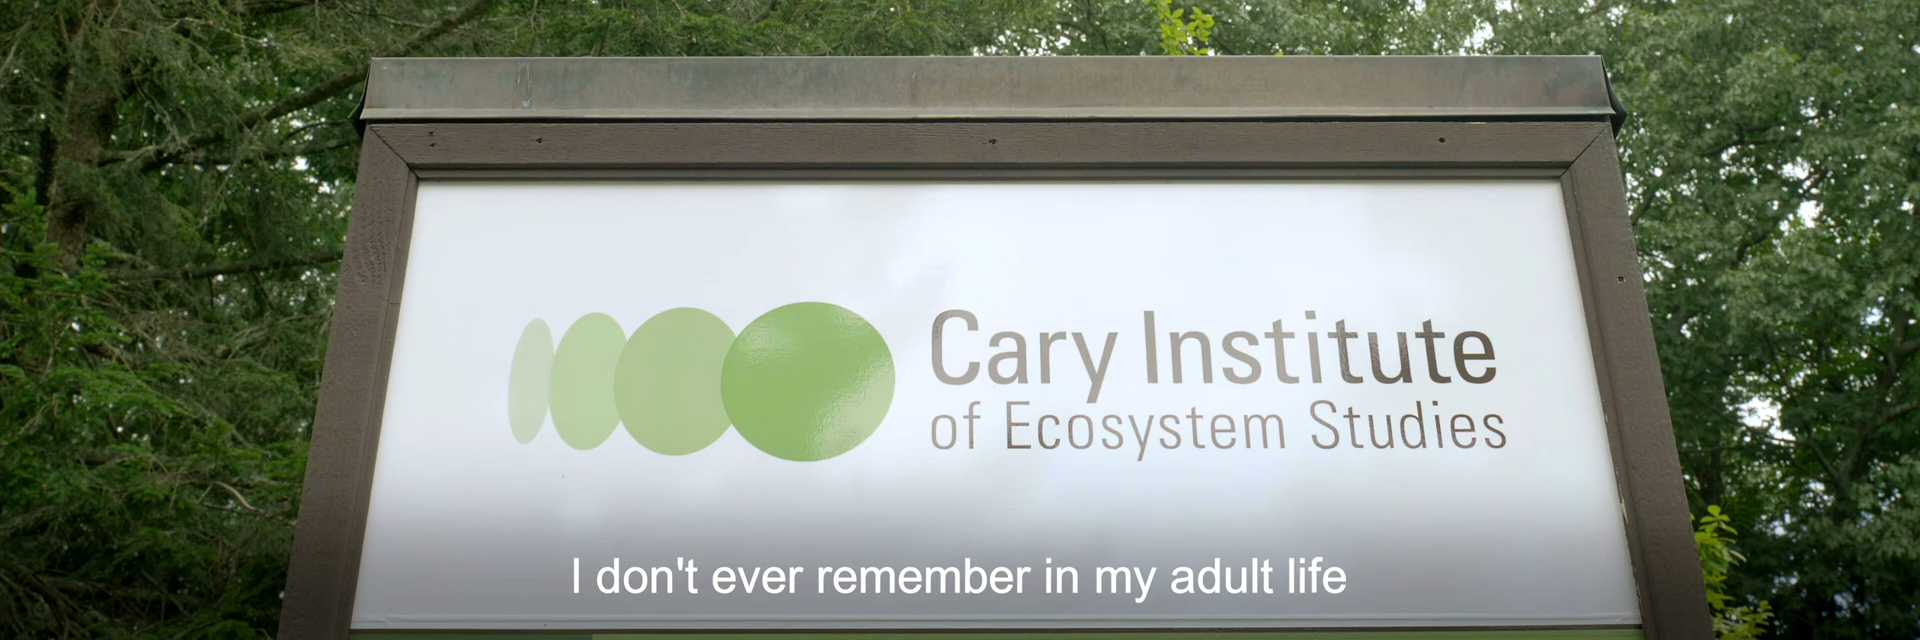 Cary Institute
of Ecosystem Studies
I don't ever remember in my adult life